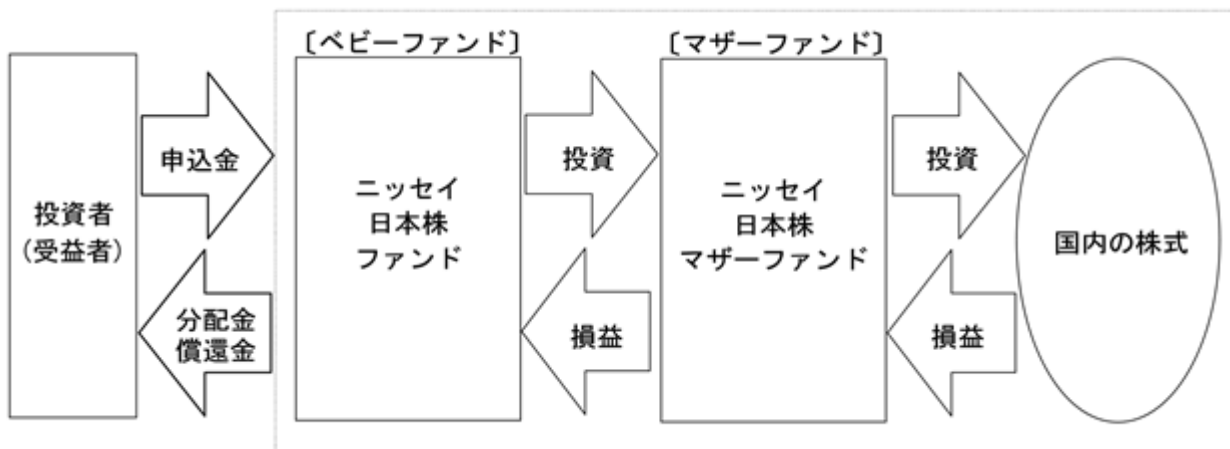 〔ベビーファンド〕
〔マザーファンド〕
投資者
(受益者)
申込金
分配金
償還金
ニッセイ
日本株
ファンド
投資
損益
ニッセイ
日本株
マザーファンド
投資
損益
国内の株式